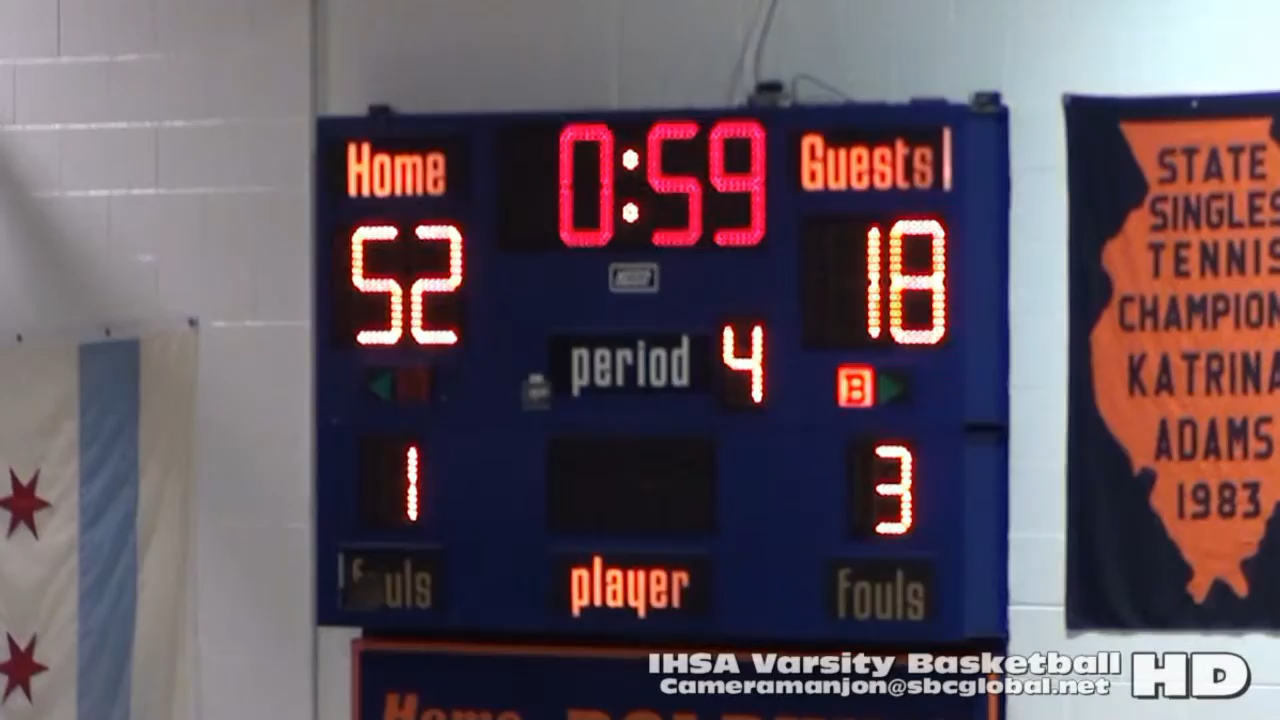 Home
0:59
Guests
52
18
period
4
B
1
3
fouls
player
fouls
STATE
SINGLES
TENNIS
CHAMPION
KATRINA
ADAMS
1983
Home
IHSA Varsity Basketball HD
Cameramanjon@sbcglobal.net